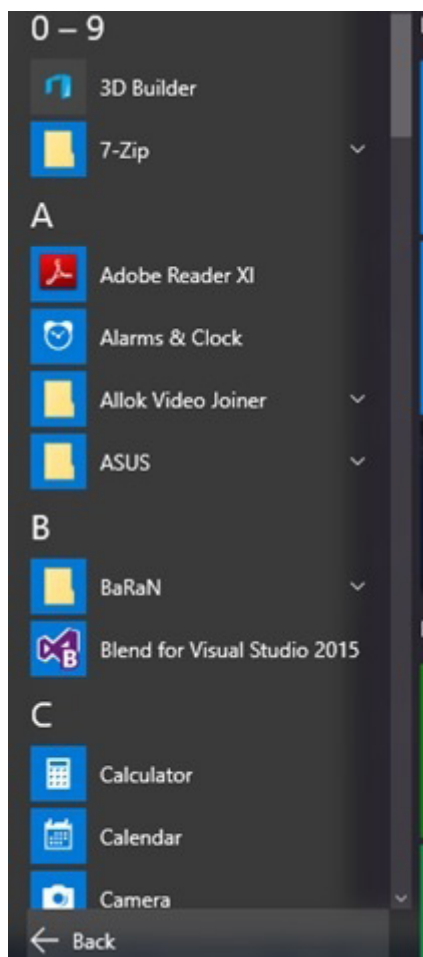 0 – 9
3D Builder
7-Zip
A
Adobe Reader XI
Alarms & Clock
Allok Video Joiner
ASUS
B
BaRaN
Blend for Visual Studio 2015
C
Calculator
Calendar
Camera
Back